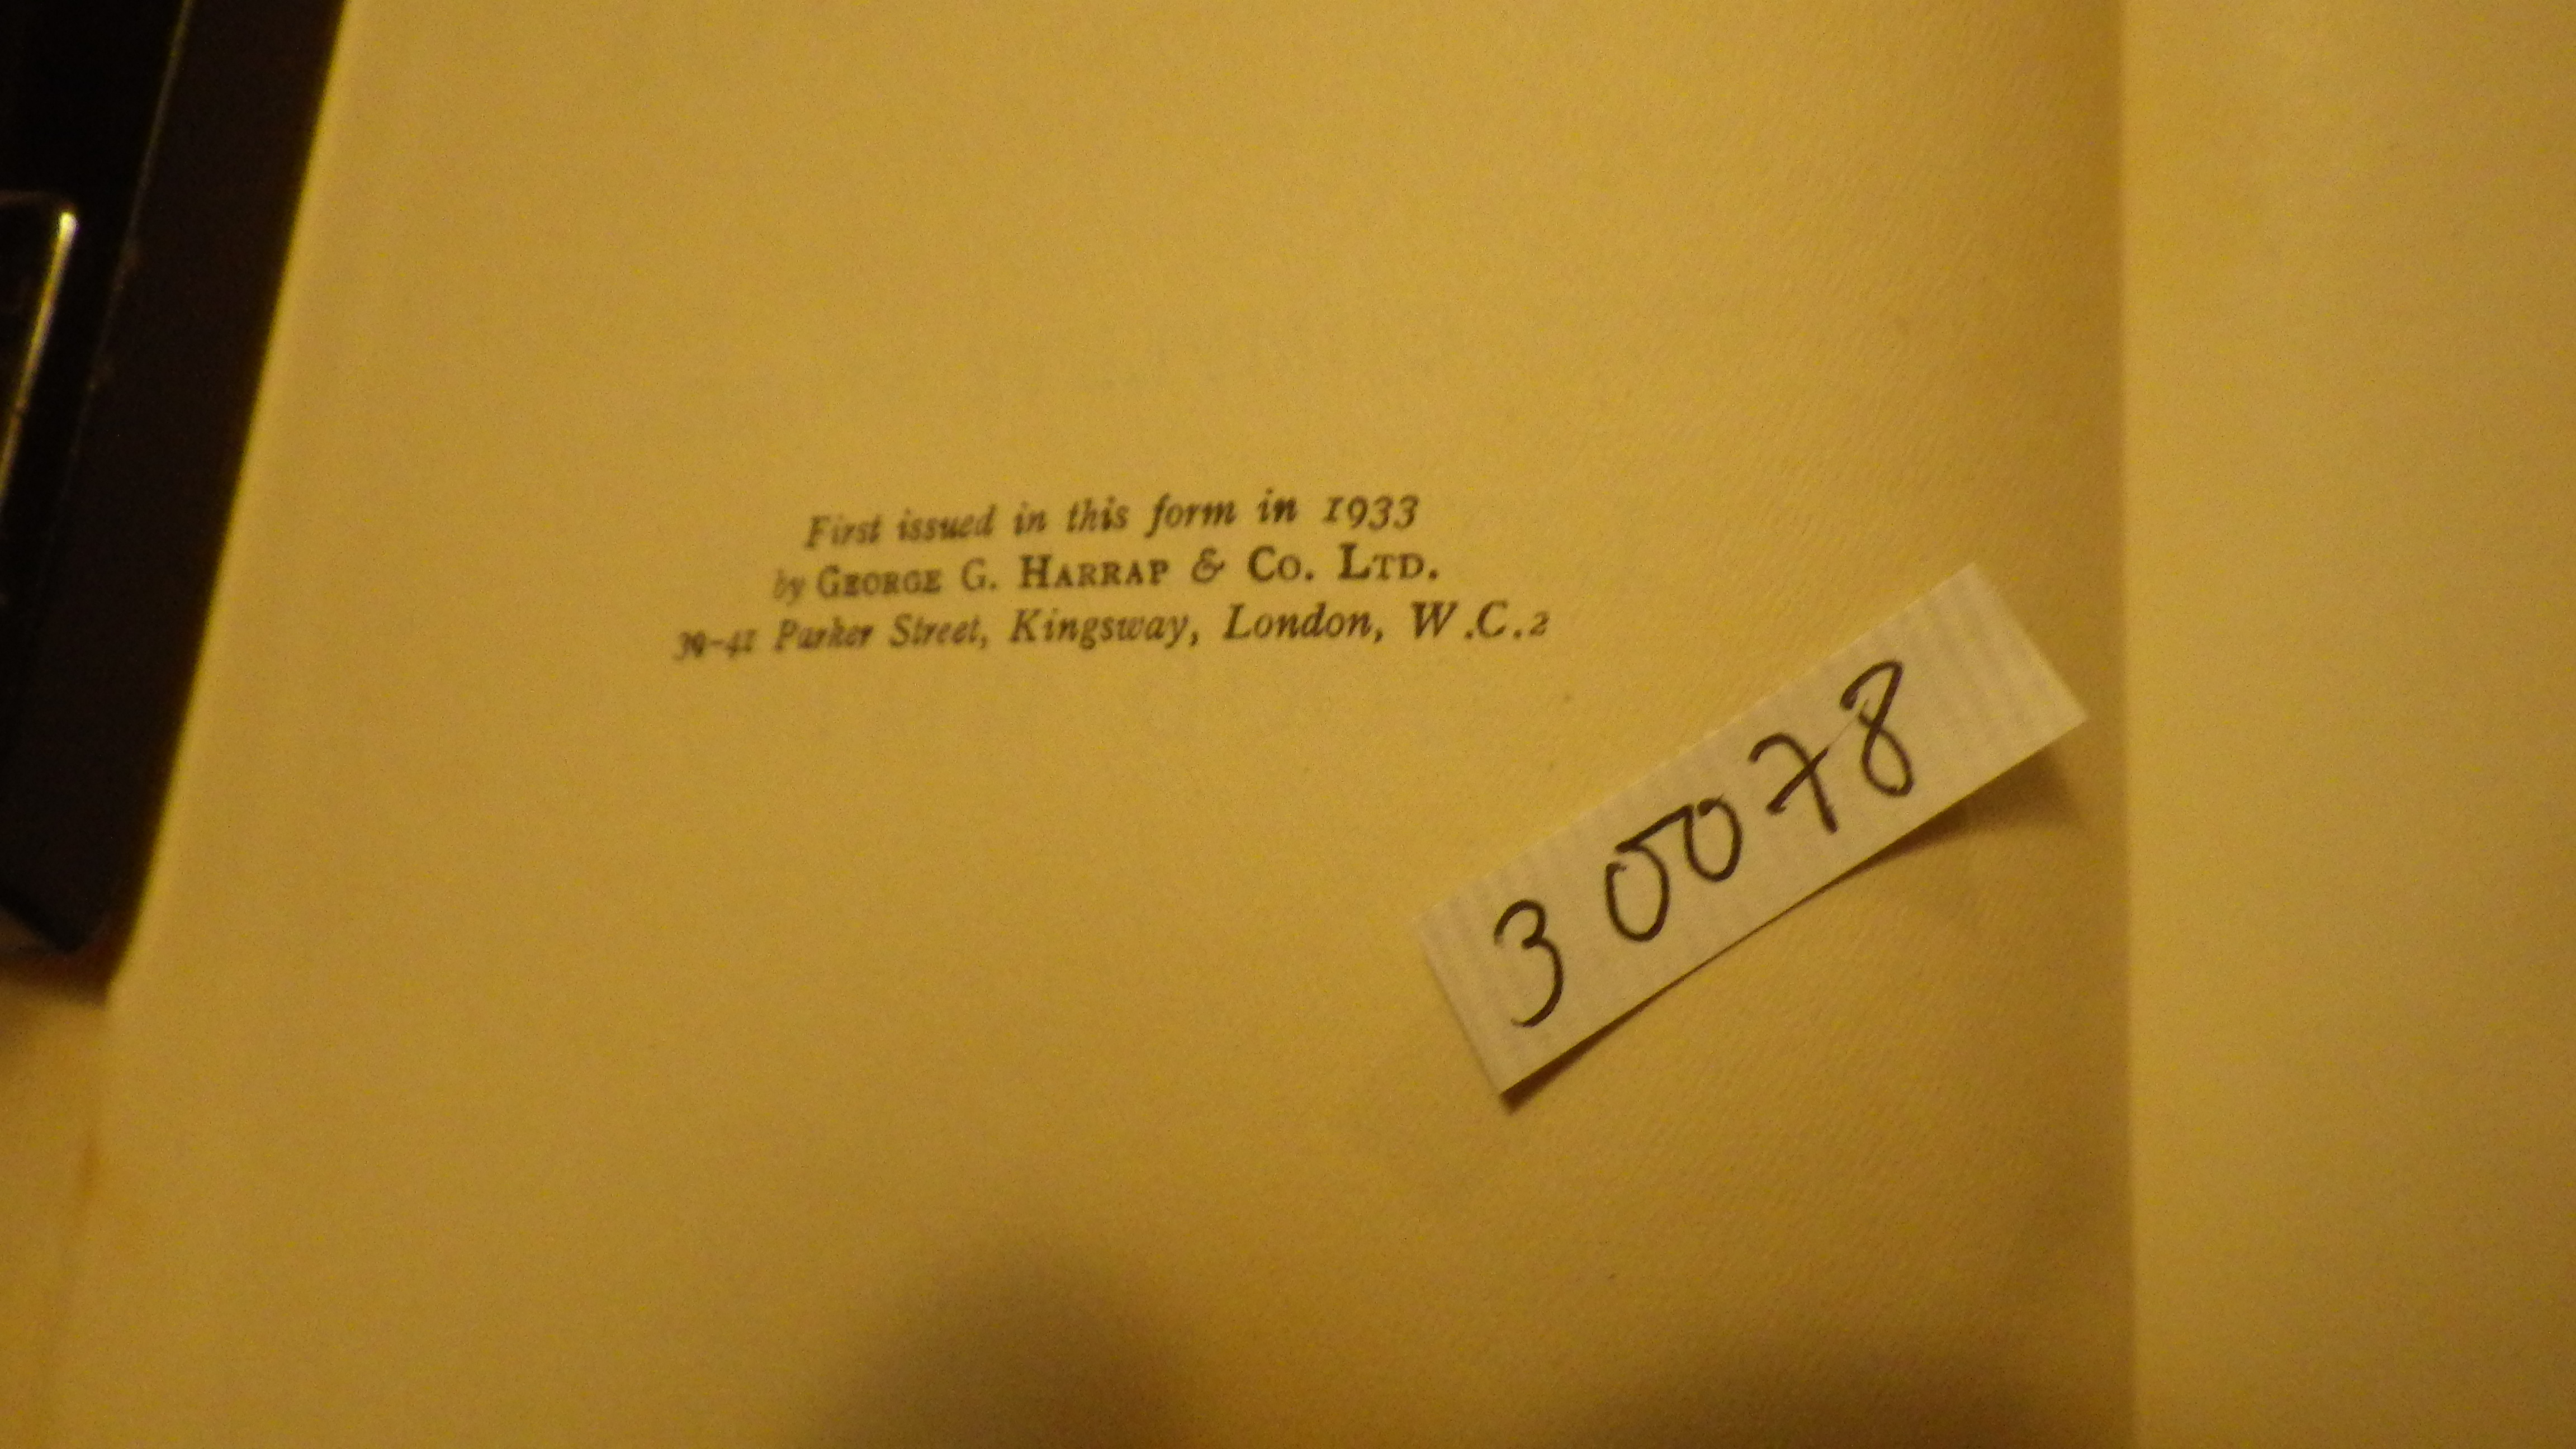 First issued in this form in 1933
by GEORGE G. HARRAP & CO. LTD.
39-41 Parker Street, Kingsway, London, W.C.2
30078